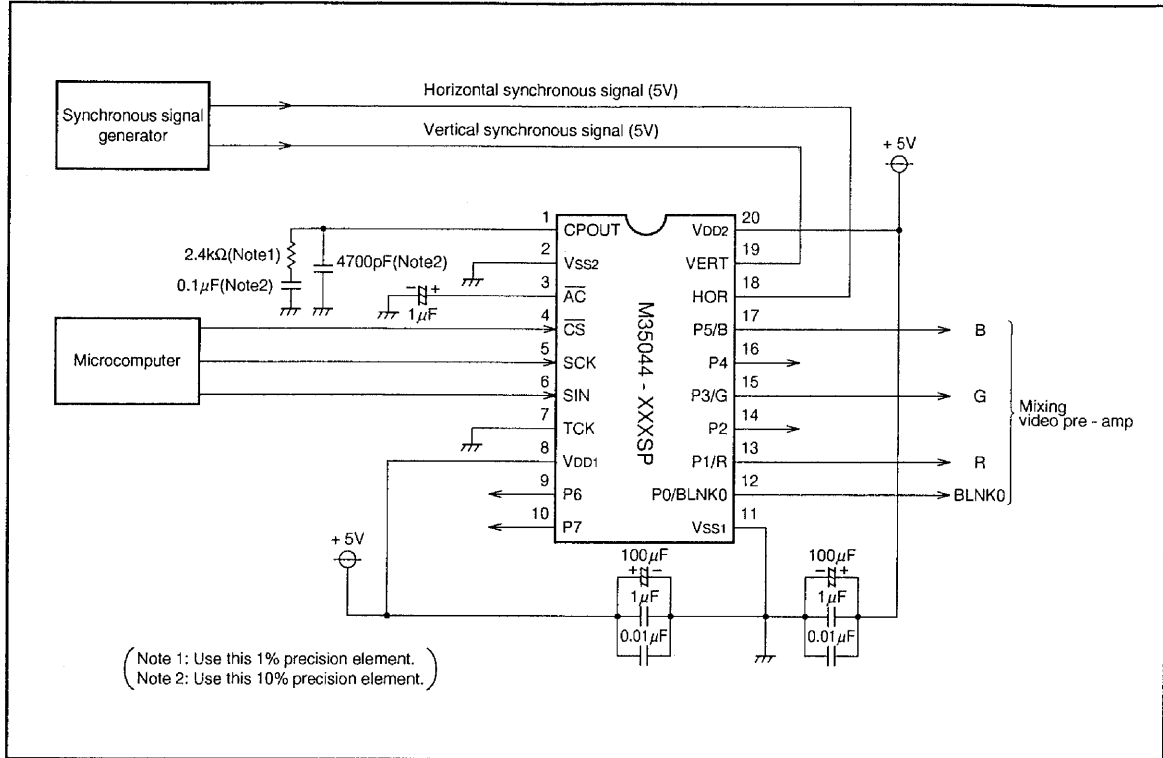 Horizontal synchronous signal (5V)
Synchronous signal
generator
Vertical synchronous signal (5V)
+ 5V
1
CPOUT
2
VSS2
3
AC
4
CS
5
SCK
6
SIN
7
TCK
8
VDD1
9
P6
10
P7
M35044 - XXXSP
20
VDD2
19
VERT
18
HOR
17
P5/B
16
P4
15
P3/G
14
P2
13
P1/R
12
P0/BLNK0
11
VSS1
2.4kΩ(Note1)
4700pF(Note2)
0.1μF(Note2)
- +
1μF
Microcomputer
B
G
R
BLNK0
Mixing
video pre - amp
+ 5V
100μF
+ -
1μF
0.01μF
100μF
- +
1μF
0.01μF
Note 1: Use this 1% precision element.
Note 2: Use this 10% precision element.